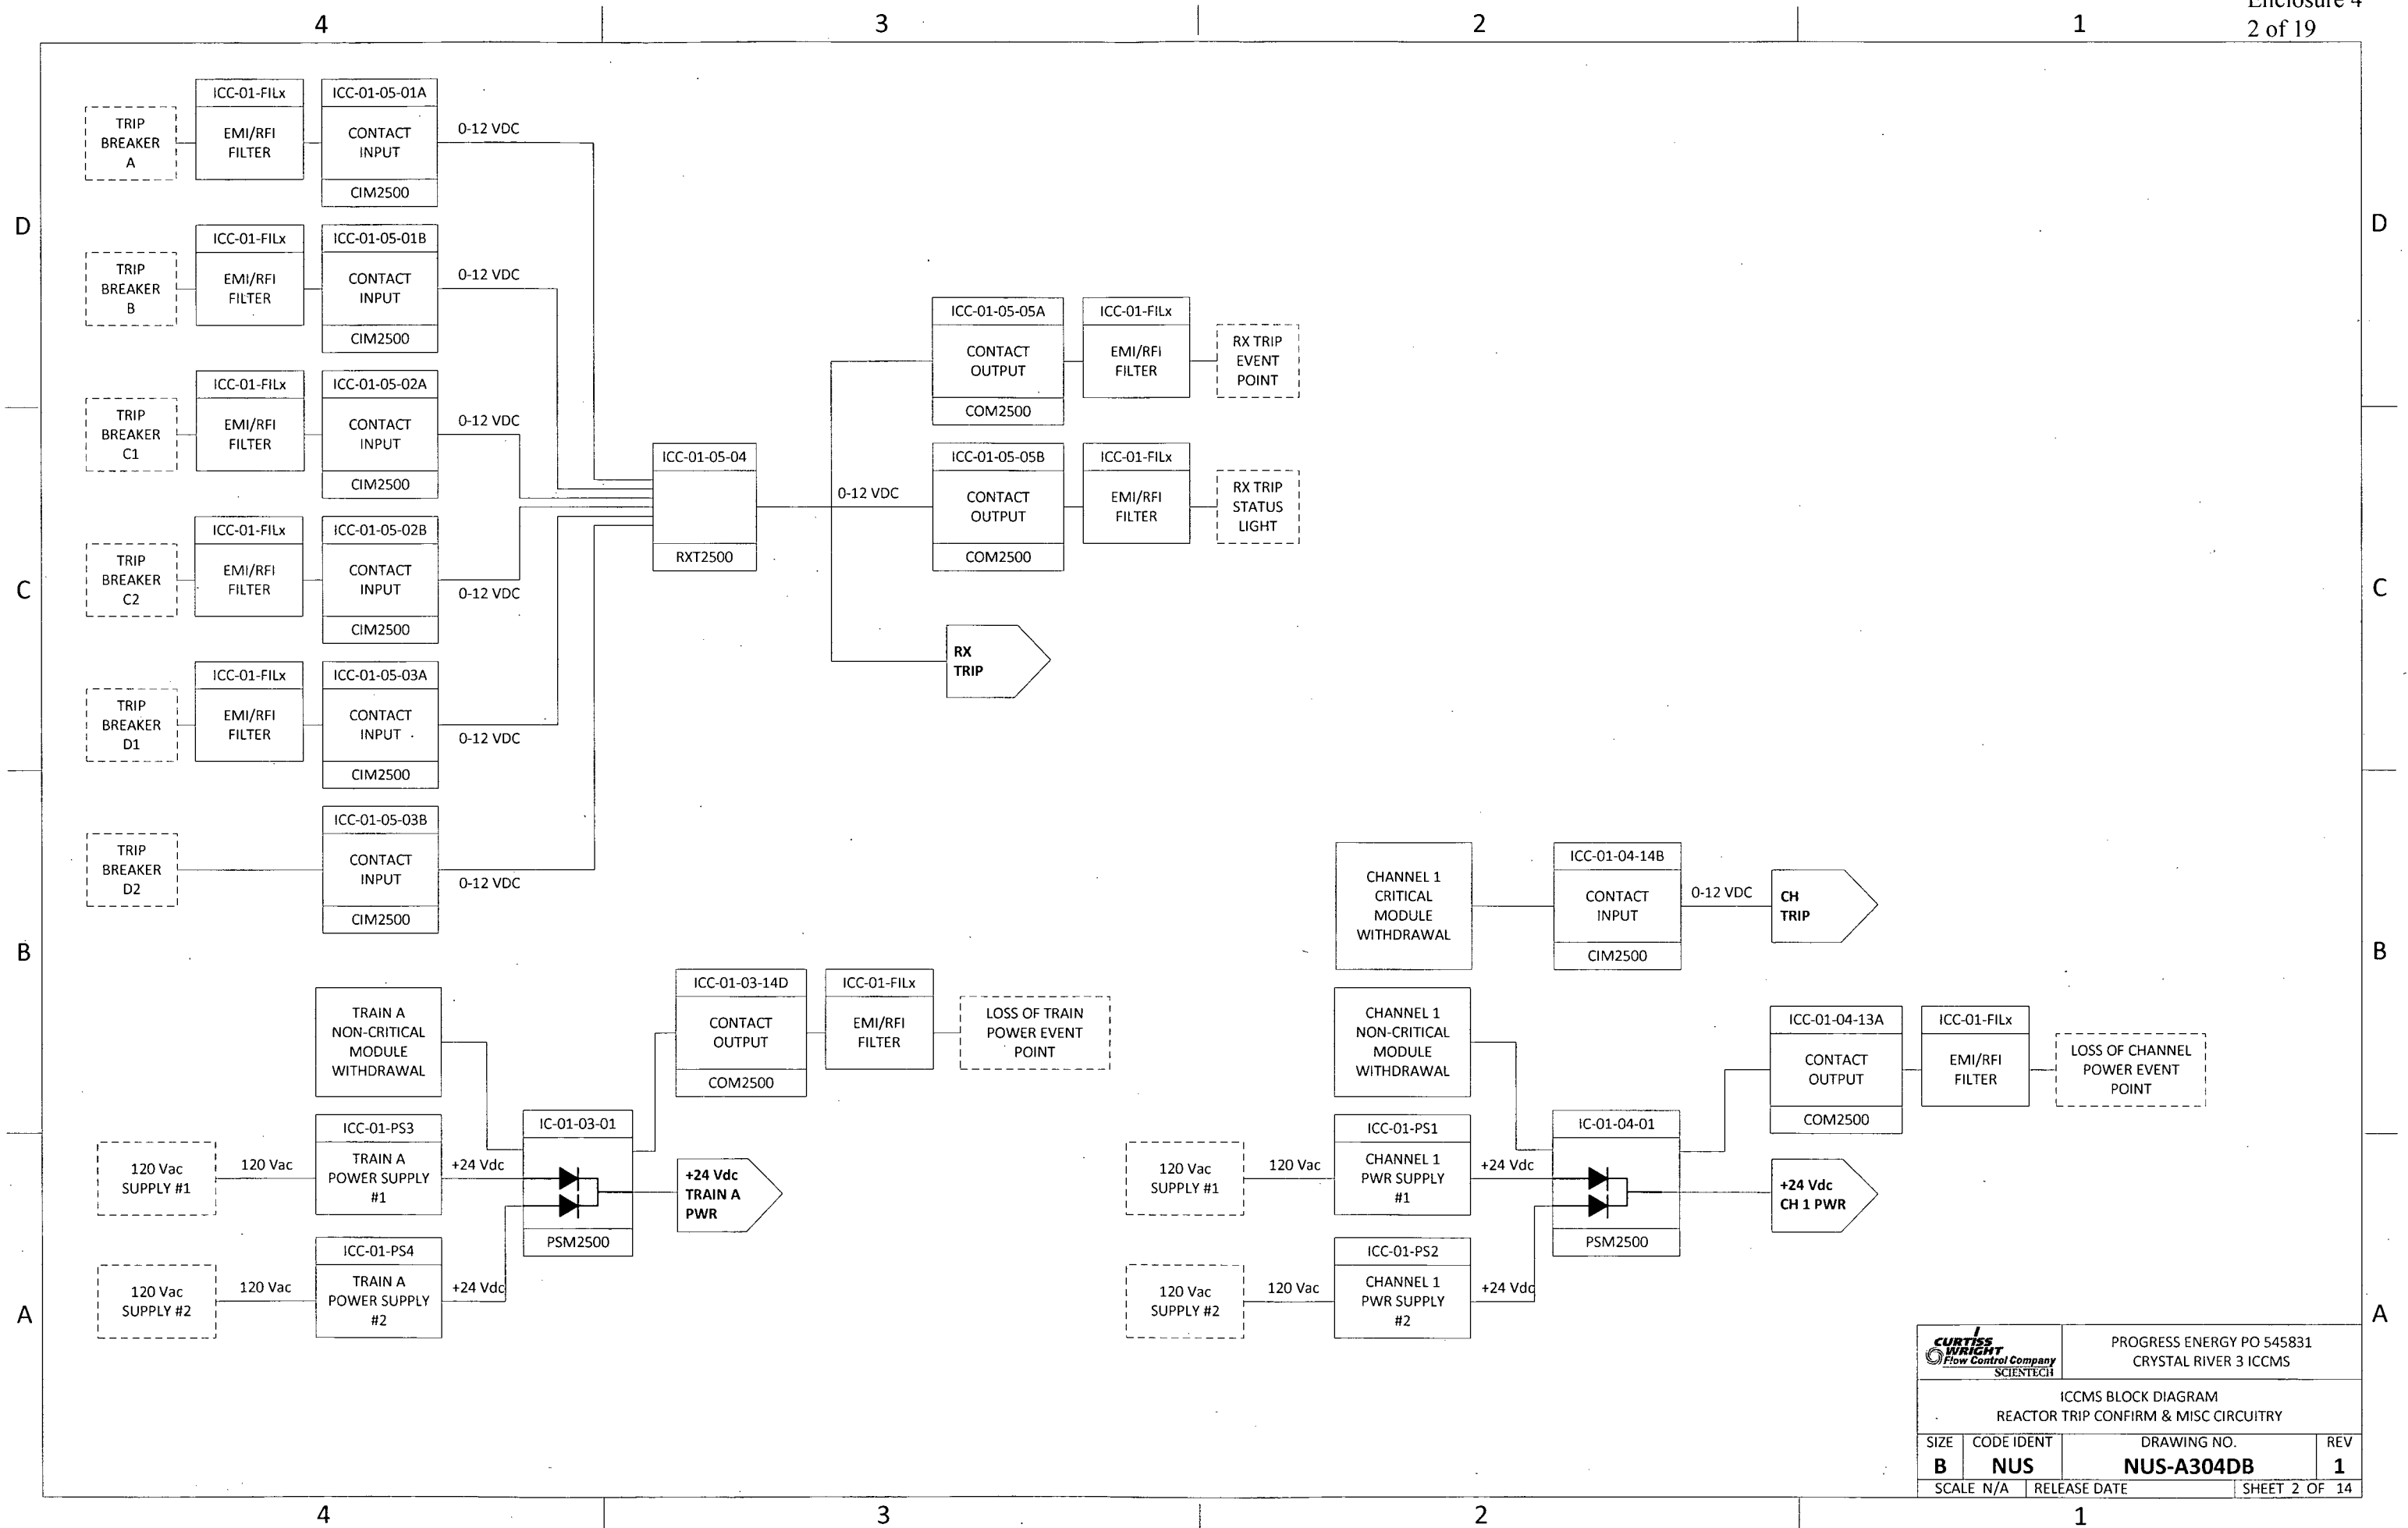 Enclosure 4
2 of 19
4
3
2
1
D
D
C
C
B
B
A
A
ICC-01-FILx
ICC-01-05-01A
TRIP
BREAKER
A
EMI/RFI
FILTER
CONTACT
INPUT
0-12 VDC
CIM2500
ICC-01-FILx
ICC-01-05-01B
TRIP
BREAKER
B
EMI/RFI
FILTER
CONTACT
INPUT
0-12 VDC
CIM2500
ICC-01-FILx
ICC-01-05-02A
TRIP
BREAKER
C1
EMI/RFI
FILTER
CONTACT
INPUT
0-12 VDC
CIM2500
ICC-01-FILx
ICC-01-05-02B
TRIP
BREAKER
C2
EMI/RFI
FILTER
CONTACT
INPUT
0-12 VDC
CIM2500
ICC-01-FILx
ICC-01-05-03A
TRIP
BREAKER
D1
EMI/RFI
FILTER
CONTACT
INPUT
0-12 VDC
CIM2500
ICC-01-05-03B
TRIP
BREAKER
D2
CONTACT
INPUT
0-12 VDC
CIM2500
ICC-01-05-04
RXT2500
0-12 VDC
ICC-01-05-05A
CONTACT
OUTPUT
COM2500
ICC-01-FILx
EMI/RFI
FILTER
RX TRIP
EVENT
POINT
ICC-01-05-05B
CONTACT
OUTPUT
COM2500
ICC-01-FILx
EMI/RFI
FILTER
RX TRIP
STATUS
LIGHT
RX
TRIP
TRAIN A
NON-CRITICAL
MODULE
WITHDRAWAL
ICC-01-03-14D
CONTACT
OUTPUT
COM2500
ICC-01-FILx
EMI/RFI
FILTER
LOSS OF TRAIN
POWER EVENT
POINT
120 Vac
SUPPLY #1
120 Vac
ICC-01-PS3
TRAIN A
POWER SUPPLY
#1
+24 Vdc
IC-01-03-01
PSM2500
+24 Vdc
TRAIN A
PWR
120 Vac
SUPPLY #2
120 Vac
ICC-01-PS4
TRAIN A
POWER SUPPLY
#2
+24 Vdc
CHANNEL 1
CRITICAL
MODULE
WITHDRAWAL
ICC-01-04-14B
CONTACT
INPUT
CIM2500
0-12 VDC
CH
TRIP
CHANNEL 1
NON-CRITICAL
MODULE
WITHDRAWAL
ICC-01-04-13A
CONTACT
OUTPUT
COM2500
ICC-01-FILx
EMI/RFI
FILTER
LOSS OF CHANNEL
POWER EVENT
POINT
120 Vac
SUPPLY #1
120 Vac
ICC-01-PS1
CHANNEL 1
PWR SUPPLY
#1
+24 Vdc
IC-01-04-01
PSM2500
+24 Vdc
CH 1 PWR
120 Vac
SUPPLY #2
120 Vac
ICC-01-PS2
CHANNEL 1
PWR SUPPLY
#2
+24 Vdc
CURTISS
WRIGHT
Flow Control Company
SCIENTECH
PROGRESS ENERGY PO 545831
CRYSTAL RIVER 3 ICCMS
ICCMS BLOCK DIAGRAM
REACTOR TRIP CONFIRM & MISC CIRCUITRY
SIZE
B
CODE IDENT
NUS
DRAWING NO.
NUS-A304DB
REV
1
SCALE N/A
RELEASE DATE
SHEET 2 OF 14
4
3
2
1